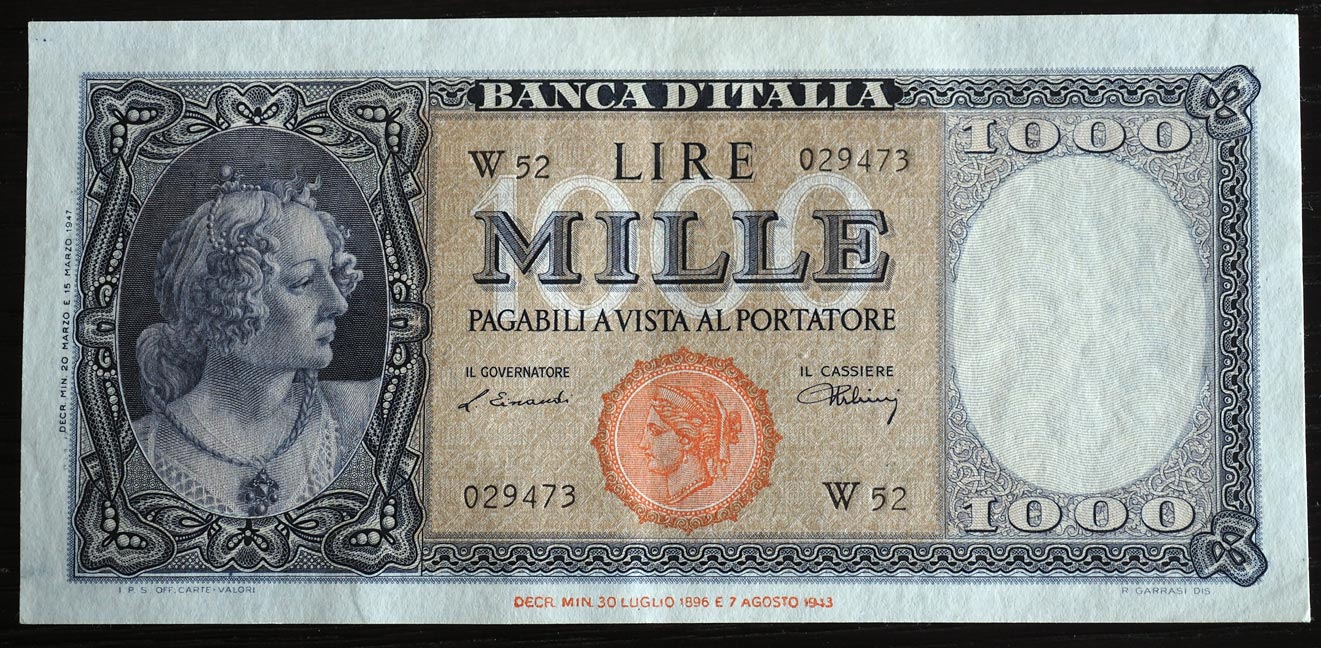 BANCA D'ITALIA
1000
W 52 LIRE 029473
1000
MILLE
PAGABILI A VISTA AL PORTATORE
IL GOVERNATORE
L. Einaudi
IL CASSIERE
029473
W 52
1000
DECR. MIN. 20 MARZO E 15 MARZO 1947
I. P. S. OFF. CARTE-VALORI
DECR. MIN. 30 LUGLIO 1896 E 7 AGOSTO 1943
R. GARRASI DIS